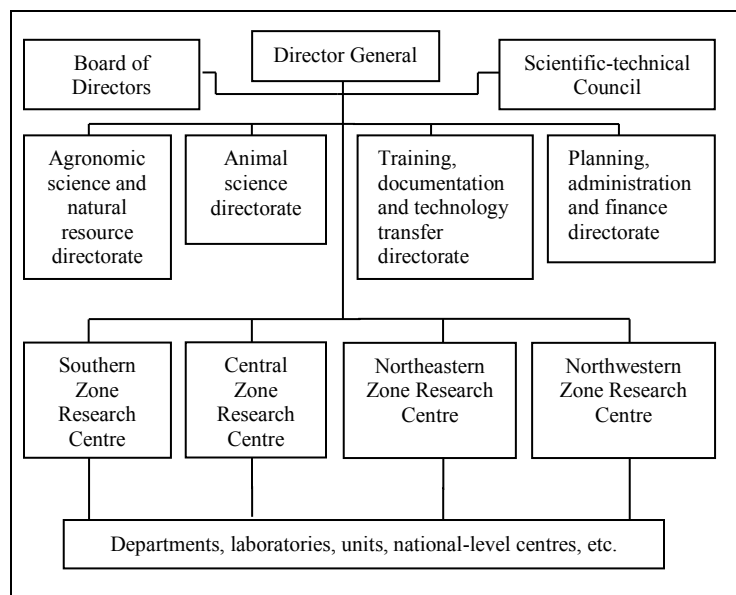 Director General
Board of
Directors
Scientific-technical
Council
Agronomic
science and
natural
resource
directorate
Animal
science
directorate
Training,
documentation
and technology
transfer
directorate
Planning,
administration
and finance
directorate
Southern
Zone
Research
Centre
Central
Zone
Research
Centre
Northeastern
Zone Research
Centre
Northwestern
Zone Research
Centre
Departments, laboratories, units, national-level centres, etc.